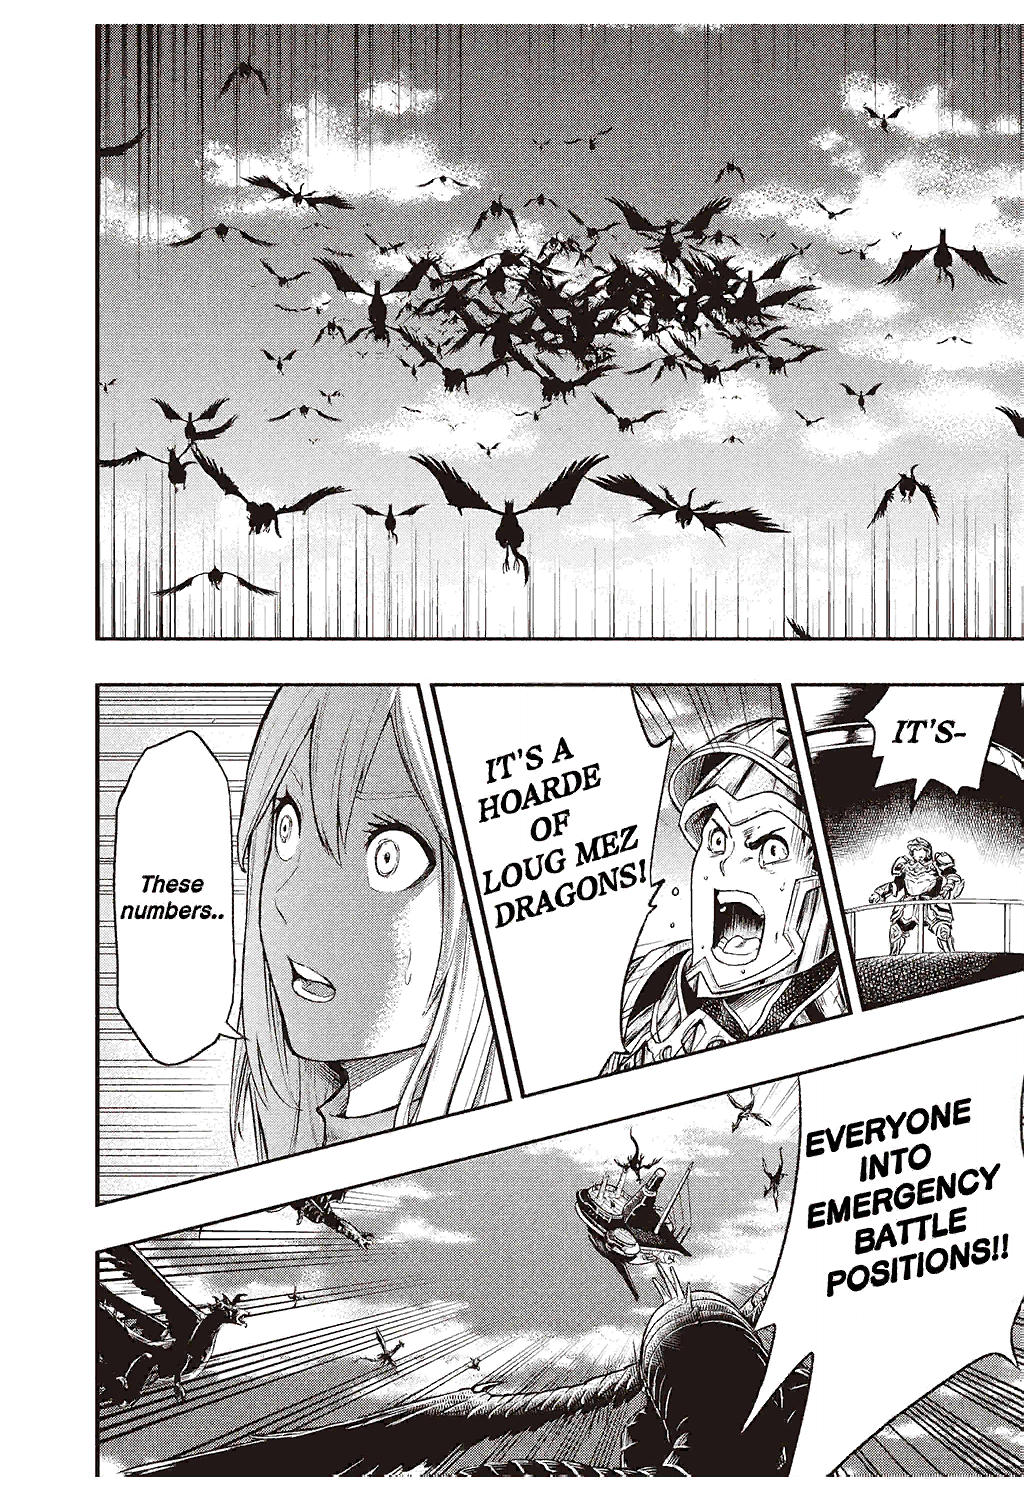 IT'S-
IT'S A
HOARDE
OF
LOUG MEZ
DRAGONS!
These
numbers..
EVERYONE
INTO
EMERGENCY
BATTLE
POSITIONS!!